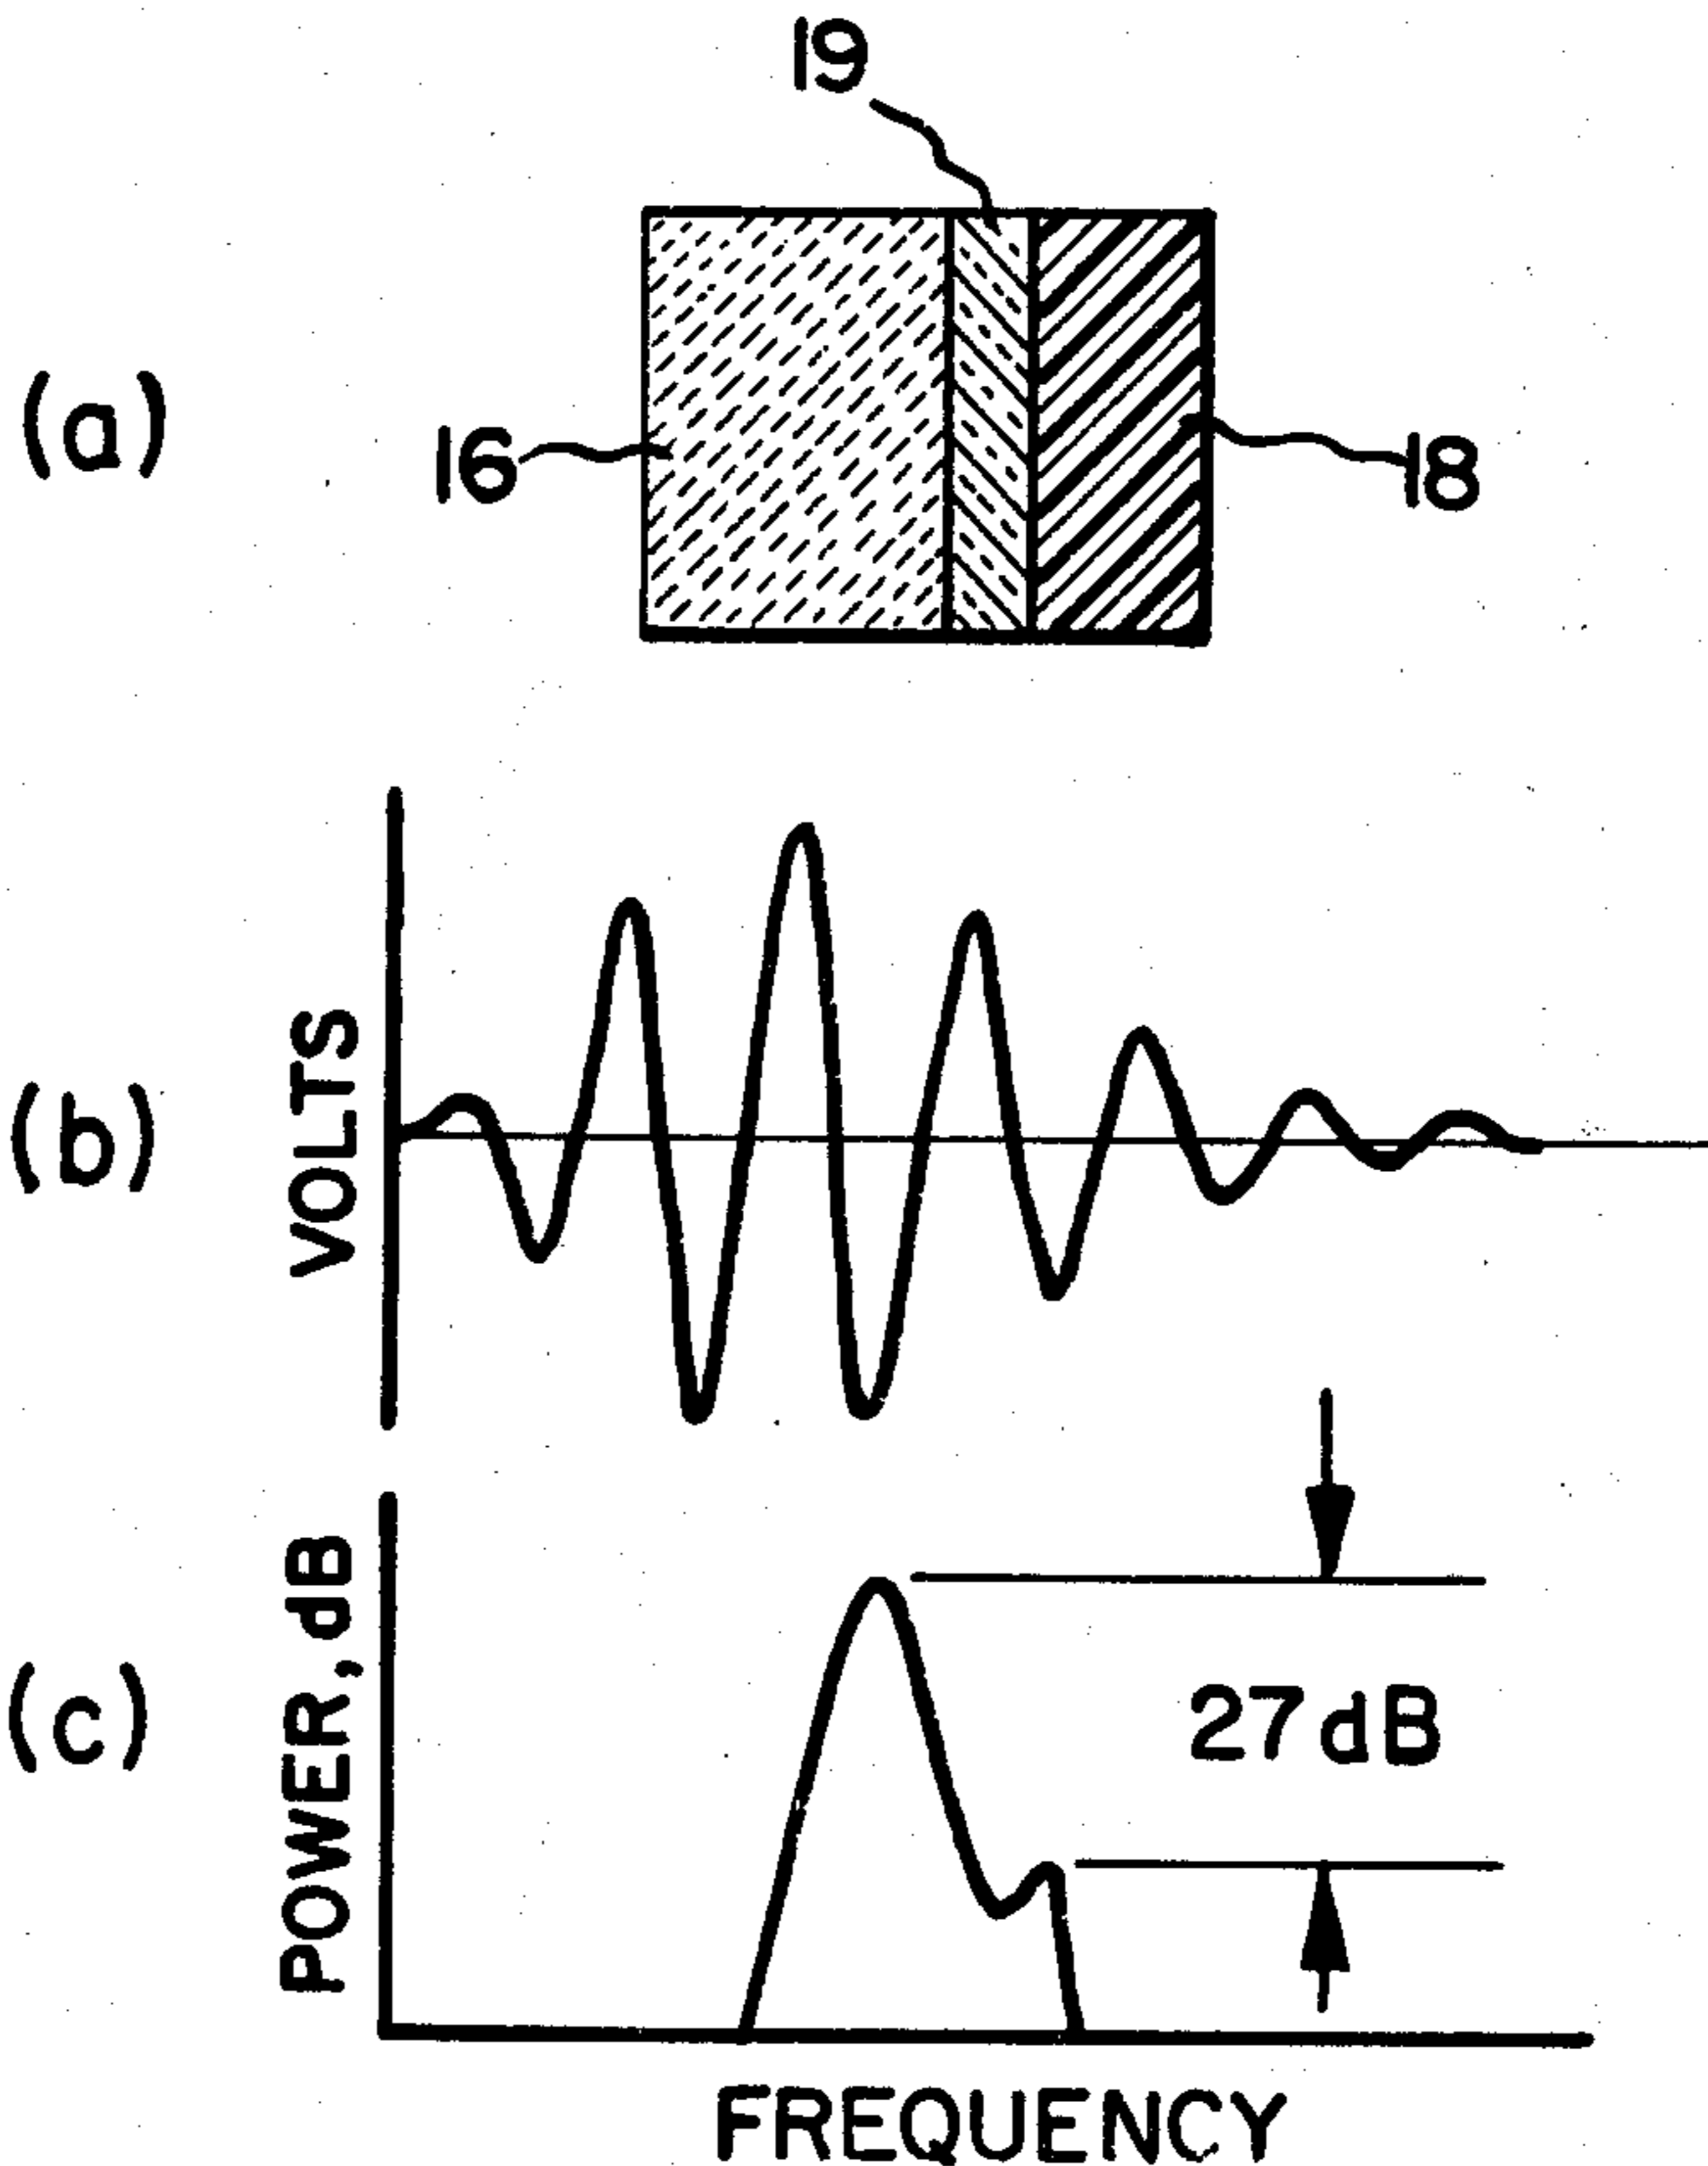 19
(a)
16
18
(b)
VOLTS
(c)
POWER, dB
27dB
FREQUENCY